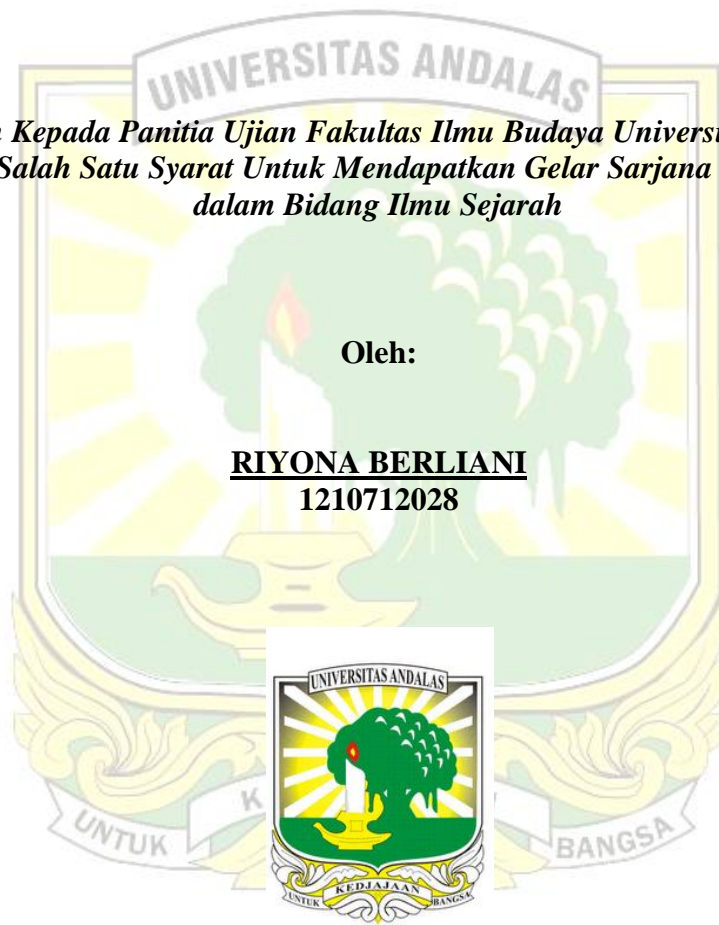 UNIVERSITAS ANDALAS
Kepada Panitia Ujian Fakultas Ilmu Budaya
Salah Satu Syarat Untuk Mendapatkan Gelar Sarjana
dalam Bidang Ilmu Sejarah
Oleh:
RIYONA BERLIANI
1210712028
UNIVERSITAS ANDALAS
KEDJAJAAN
UNTUK BANGSA
UNTUK K BANGSA